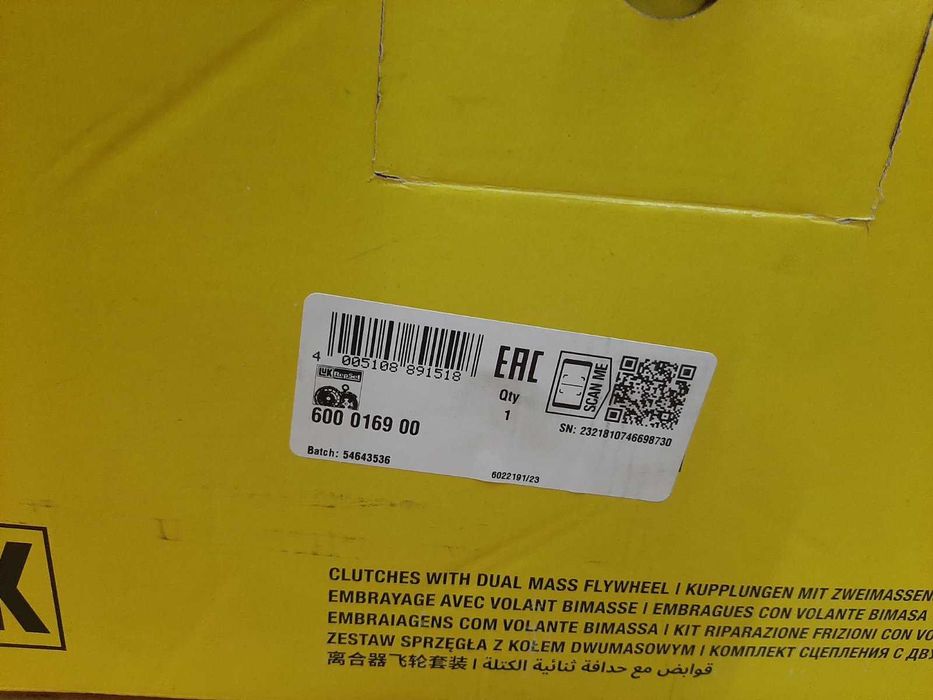 4 005108 891518
EAC
SCAN ME
LuK RepSet
Qty
1
600 0169 00
SN: 2321810746698730
Batch: 54643536
6022191/23
K
CLUTCHES WITH DUAL MASS FLYWHEEL | KUPPLUNGEN MIT ZWEIMASSEN
EMBRAYAGE AVEC VOLANT BIMASSE | EMBRAGUES CON VOLANTE BIMASA
EMBRAIAGENS COM VOLANTE BIMASSA | KIT RIPARAZIONE FRIZIONI CON VO
ZESTAW SPRZĘGŁA Z KOŁEM DWUMASOWYM | КОМПЛЕКТ СЦЕПЛЕНИЯ С ДВУ
离合器飞轮套装 | قوابض مع حدافة ثنائية الكتلة